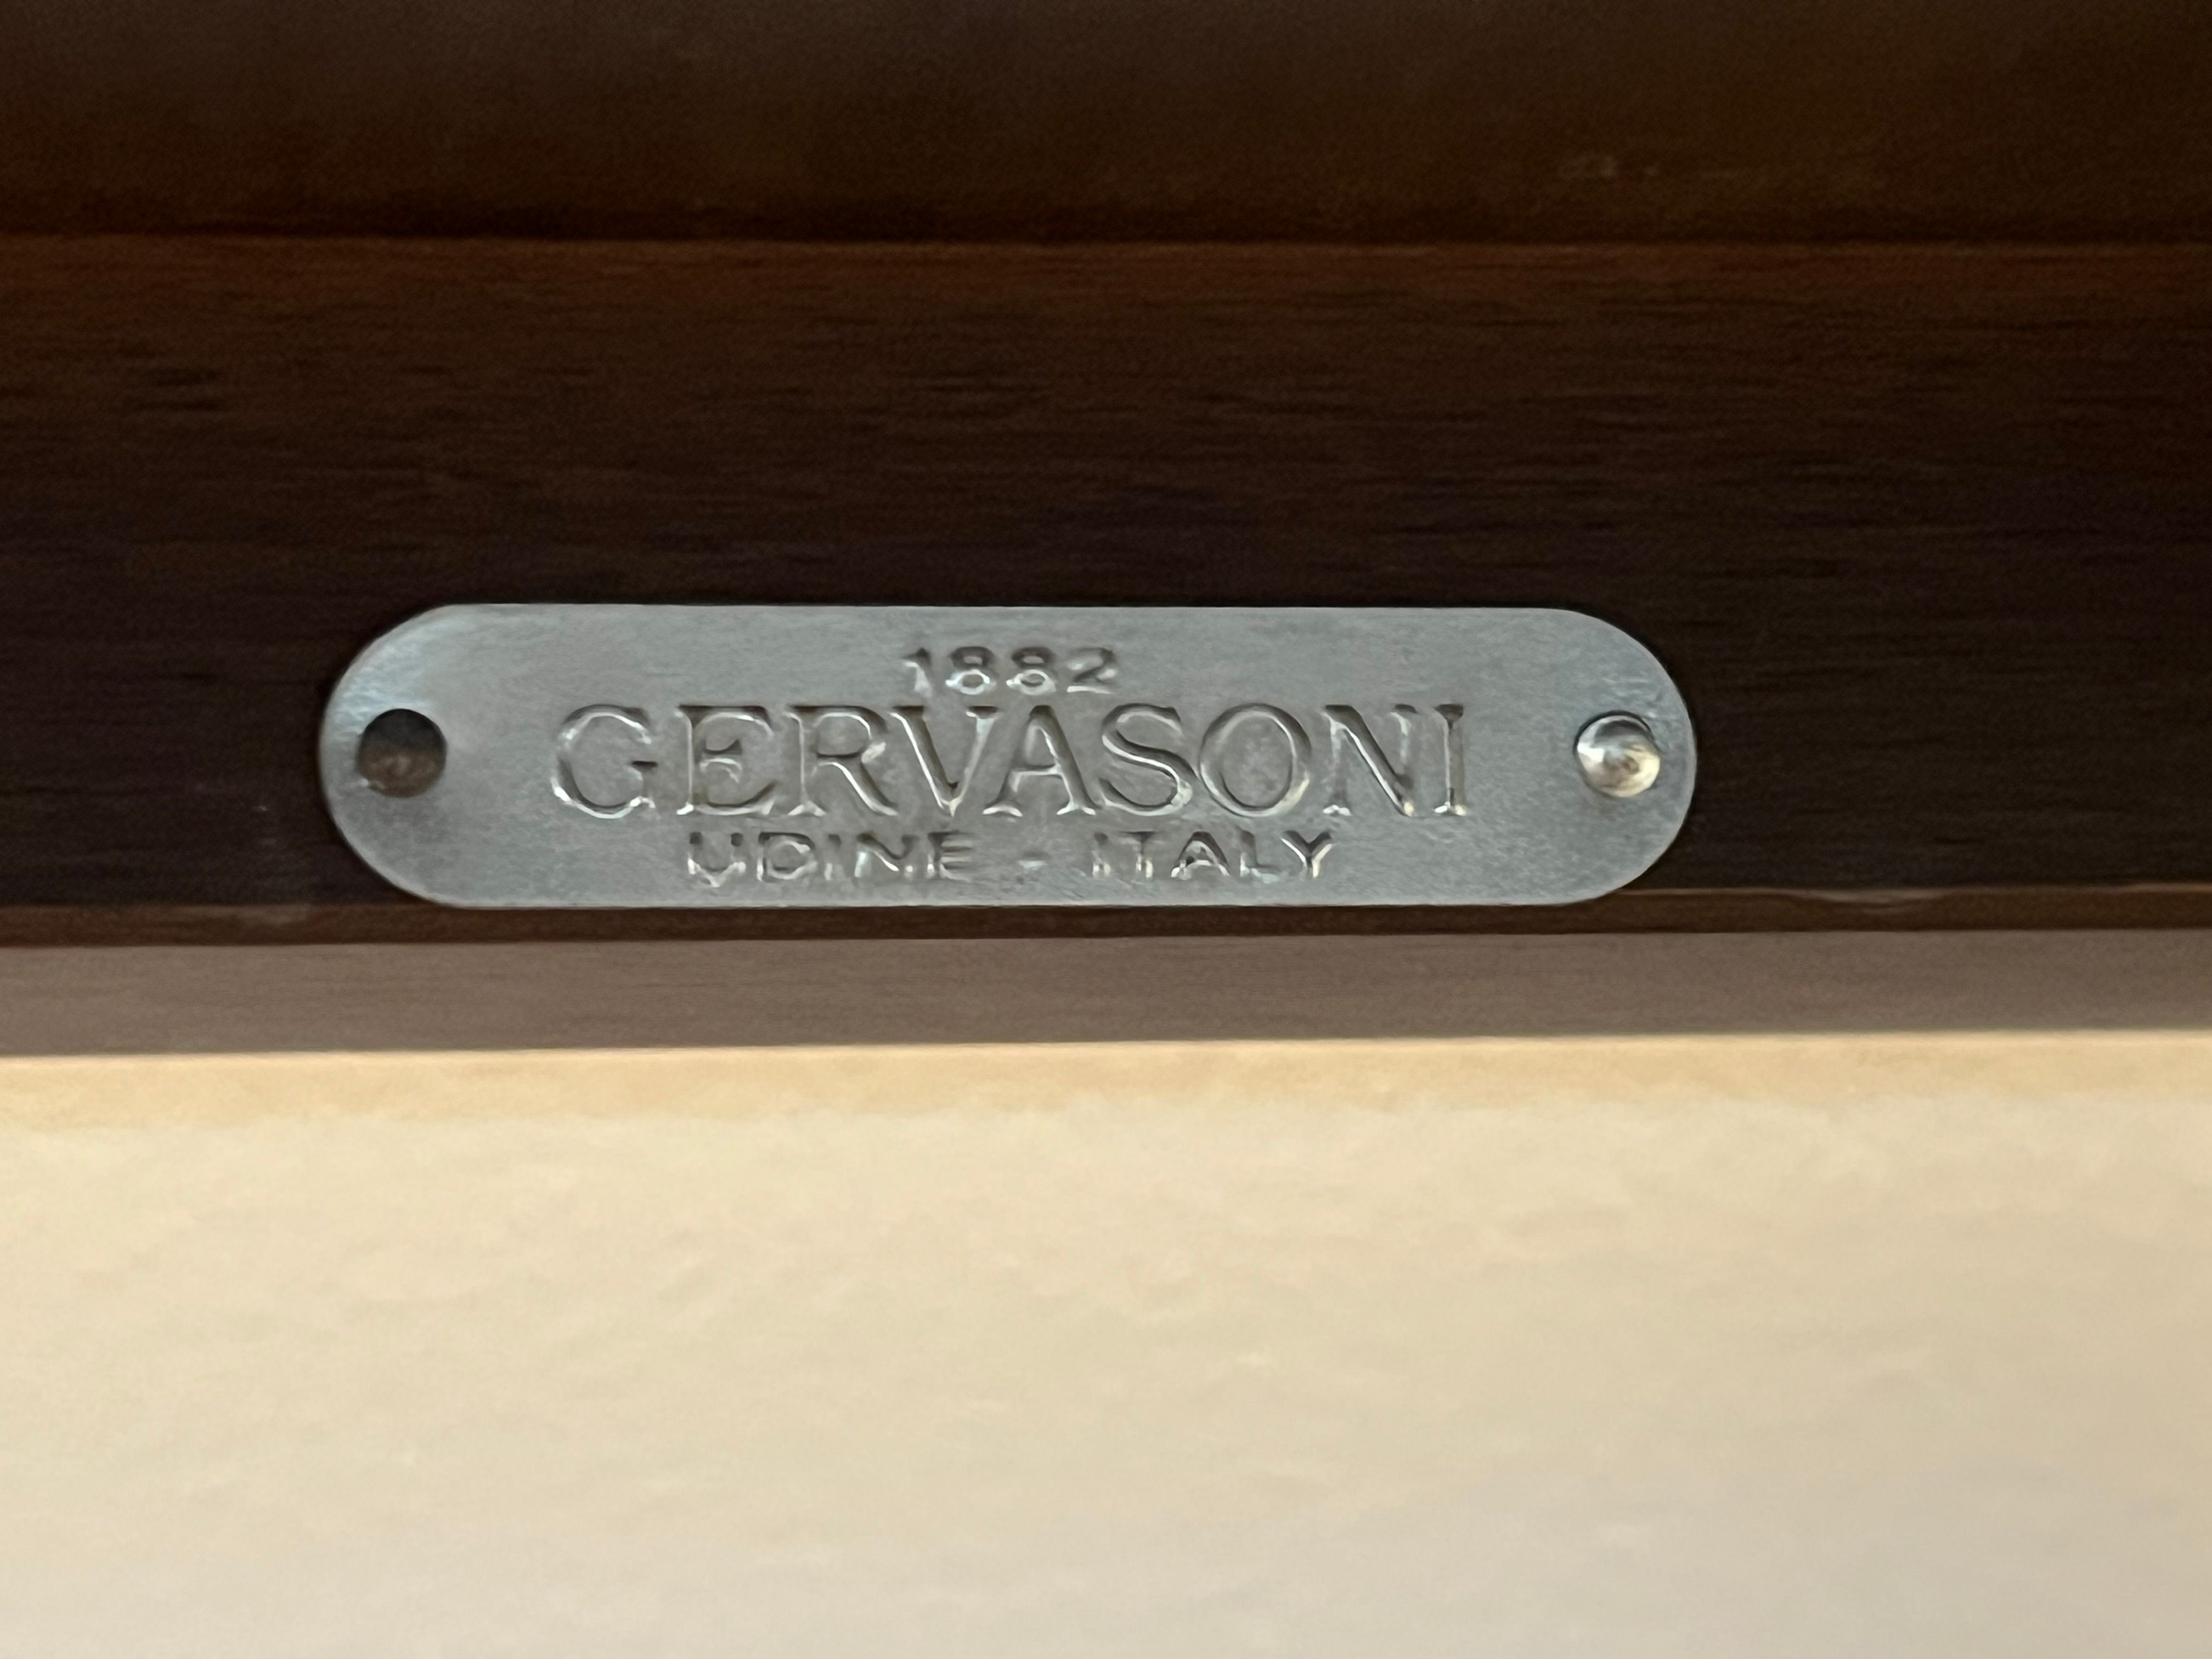 1882
GERVASONI
UDINE - ITALY